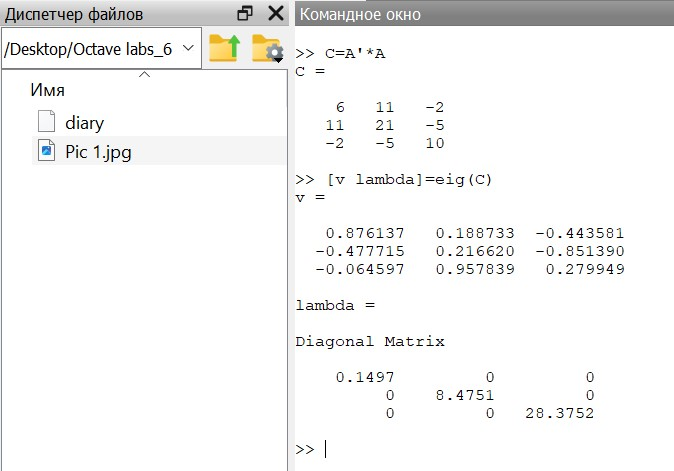 Диспетчер файлов
/Desktop/Octave labs_6
Имя
diary
Pic 1.jpg
Командное окно
>> C=A'*A
C =
6 11 -2
11 21 -5
-2 -5 10
>> [v lambda]=eig(C)
v =
0.876137 0.188733 -0.443581
-0.477715 0.216620 -0.851390
-0.064597 0.957839 0.279949
lambda =
Diagonal Matrix
0.1497 0 0
0 8.4751 0
0 0 28.3752
>>